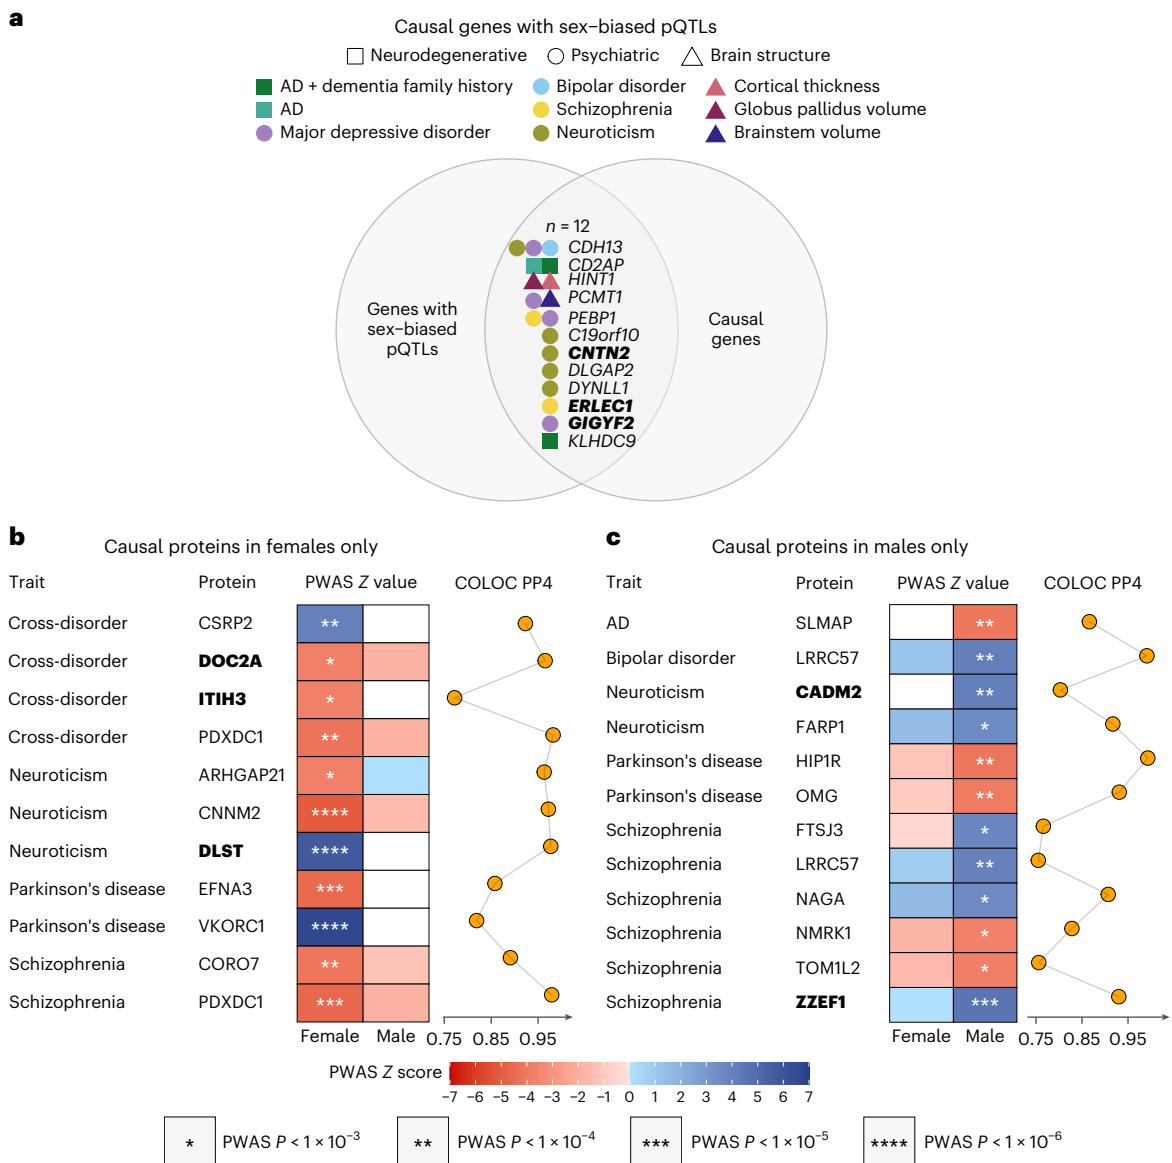 a
Causal genes with sex–biased pQTLs
Neurodegenerative Psychiatric Brain structure
AD + dementia family history Bipolar disorder Cortical thickness
AD Schizophrenia Globus pallidus volume
Major depressive disorder Neuroticism Brainstem volume
n = 12
CDH13
CD2AP
HINT1
PCMT1
PEBP1
C19orf10
CNTN2
DLGAP2
DYNLL1
ERLEC1
GIGYF2
KLHDC9
Genes with
sex–biased
pQTLs
Causal
genes
b
Causal proteins in females only
Trait Protein PWAS Z value COLOC PP4
Cross-disorder CSRP2 **
Cross-disorder DOC2A *
Cross-disorder ITIH3 *
Cross-disorder PDXDC1 **
Neuroticism ARHGAP21 *
Neuroticism CNNM2 ****
Neuroticism DLST ****
Parkinson's disease EFNA3 ***
Parkinson's disease VKORC1 ****
Schizophrenia CORO7 **
Schizophrenia PDXDC1 ***
Female Male 0.75 0.85 0.95
c
Causal proteins in males only
Trait Protein PWAS Z value COLOC PP4
AD SLMAP **
Bipolar disorder LRRC57 **
Neuroticism CADM2 **
Neuroticism FARP1 *
Parkinson's disease HIP1R **
Parkinson's disease OMG **
Schizophrenia FTSJ3 *
Schizophrenia LRRC57 **
Schizophrenia NAGA *
Schizophrenia NMRK1 *
Schizophrenia TOM1L2 *
Schizophrenia ZZEF1 ***
Female Male 0.75 0.85 0.95
PWAS Z score
−7 −6 −5 −4 −3 −2 −1 0 1 2 3 4 5 6 7
* PWAS P < 1 × 10⁻³ ** PWAS P < 1 × 10⁻⁴ *** PWAS P < 1 × 10⁻⁵ **** PWAS P < 1 × 10⁻⁶